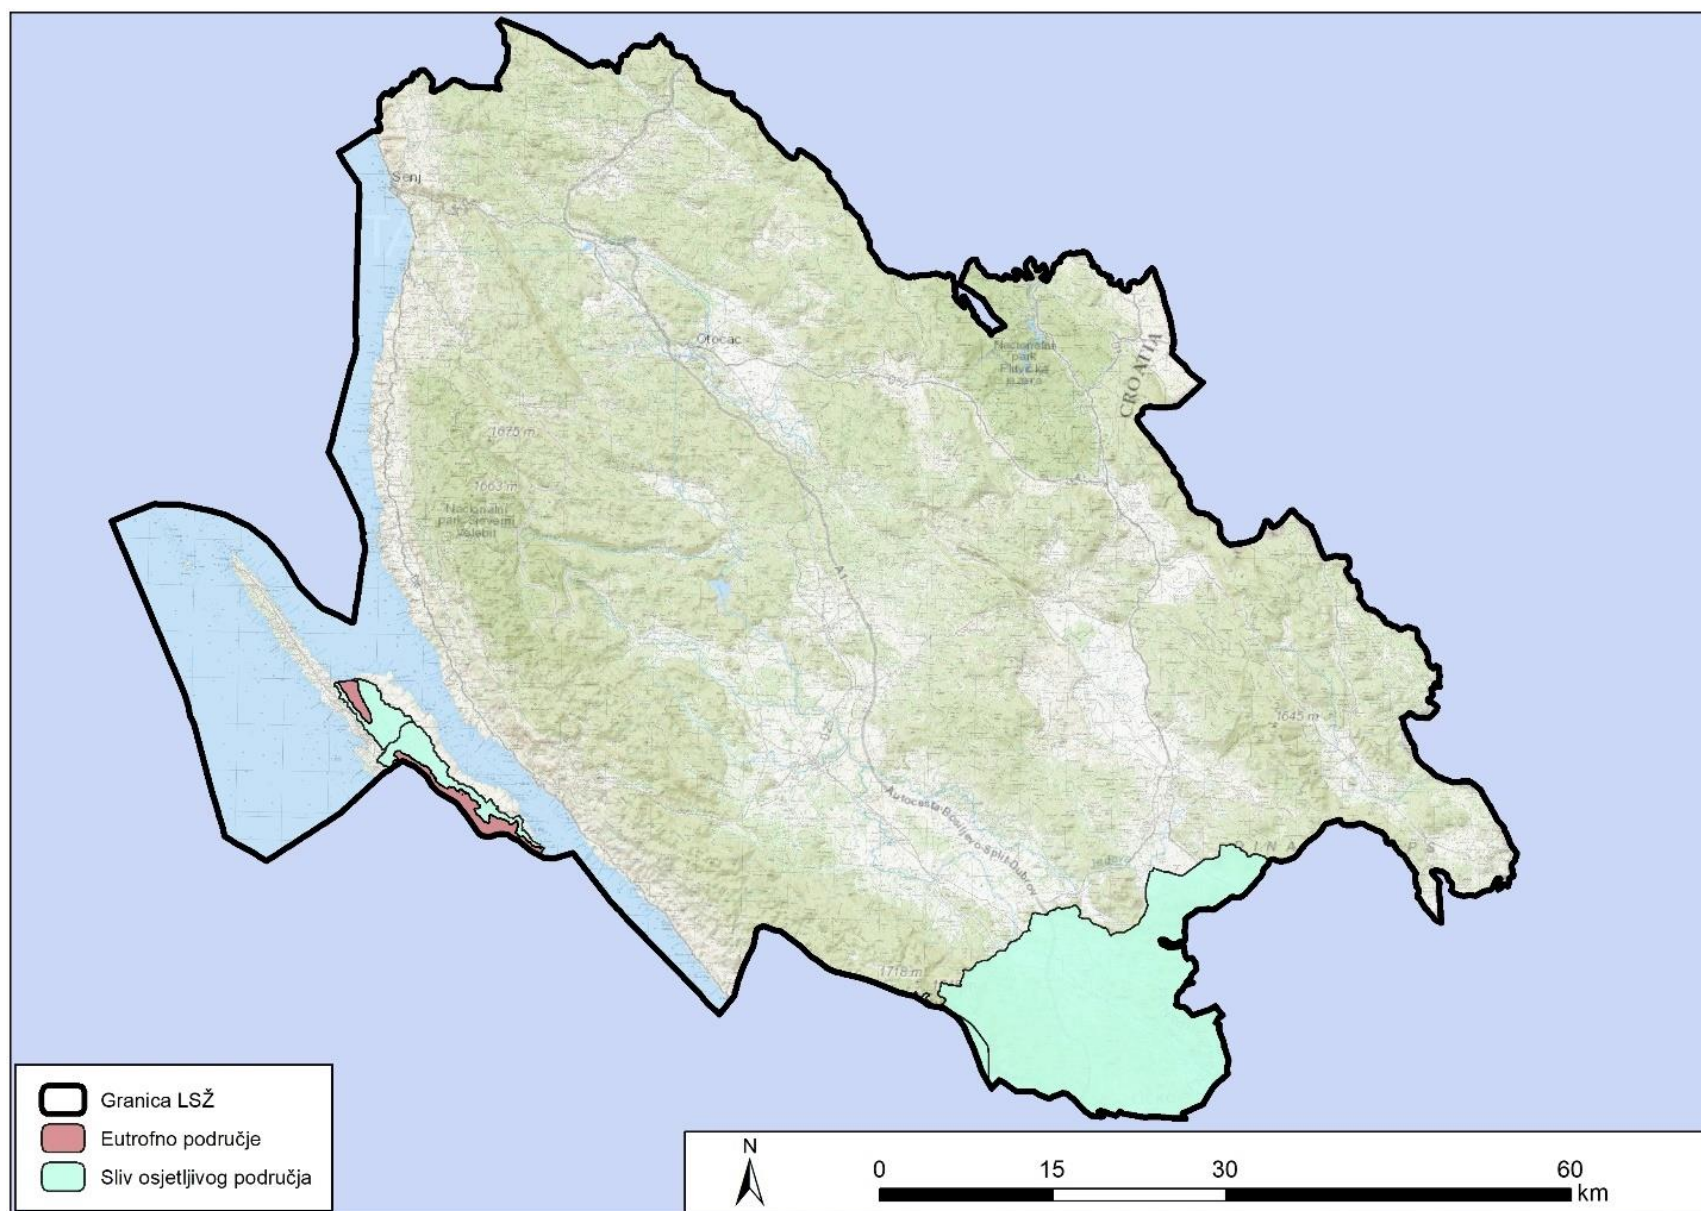 Senj
Otočac
Nacionalni
park
Plitvička
jezera
CROATIA
1675 m
1663 m
Nacionalni
park Sjeverni
Velebit
A1
1645 m
Autocesta Bosiljevo-Split-Dubrov
1718 m
Granica LSŽ
Eutrofno područje
Sliv osjetljivog područja
N
0 15 30 60
km